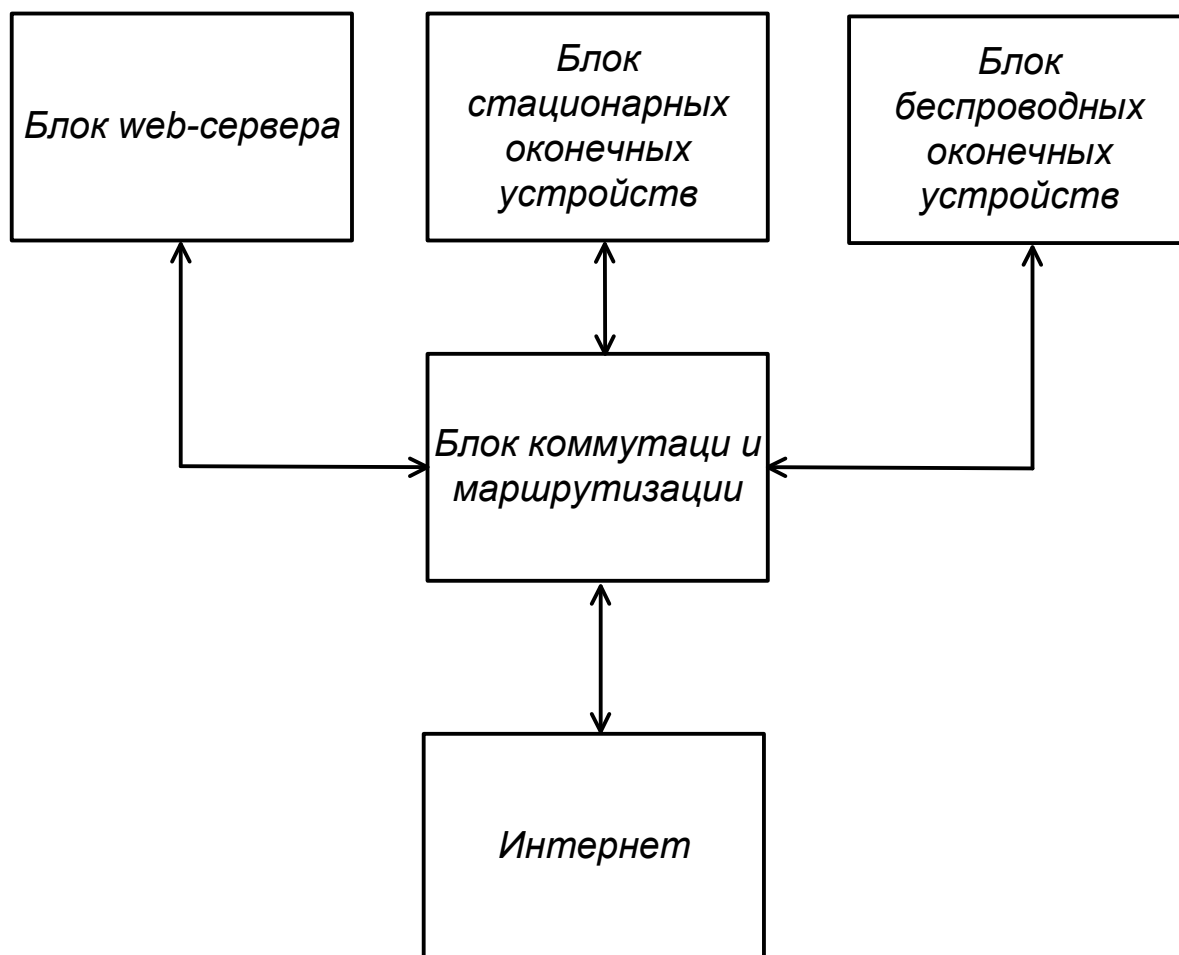 Блок web-сервера
Блок
стационарных
оконечных
устройств
Блок
беспроводных
оконечных
устройств
Блок коммутаци и
маршрутизации
Интернет